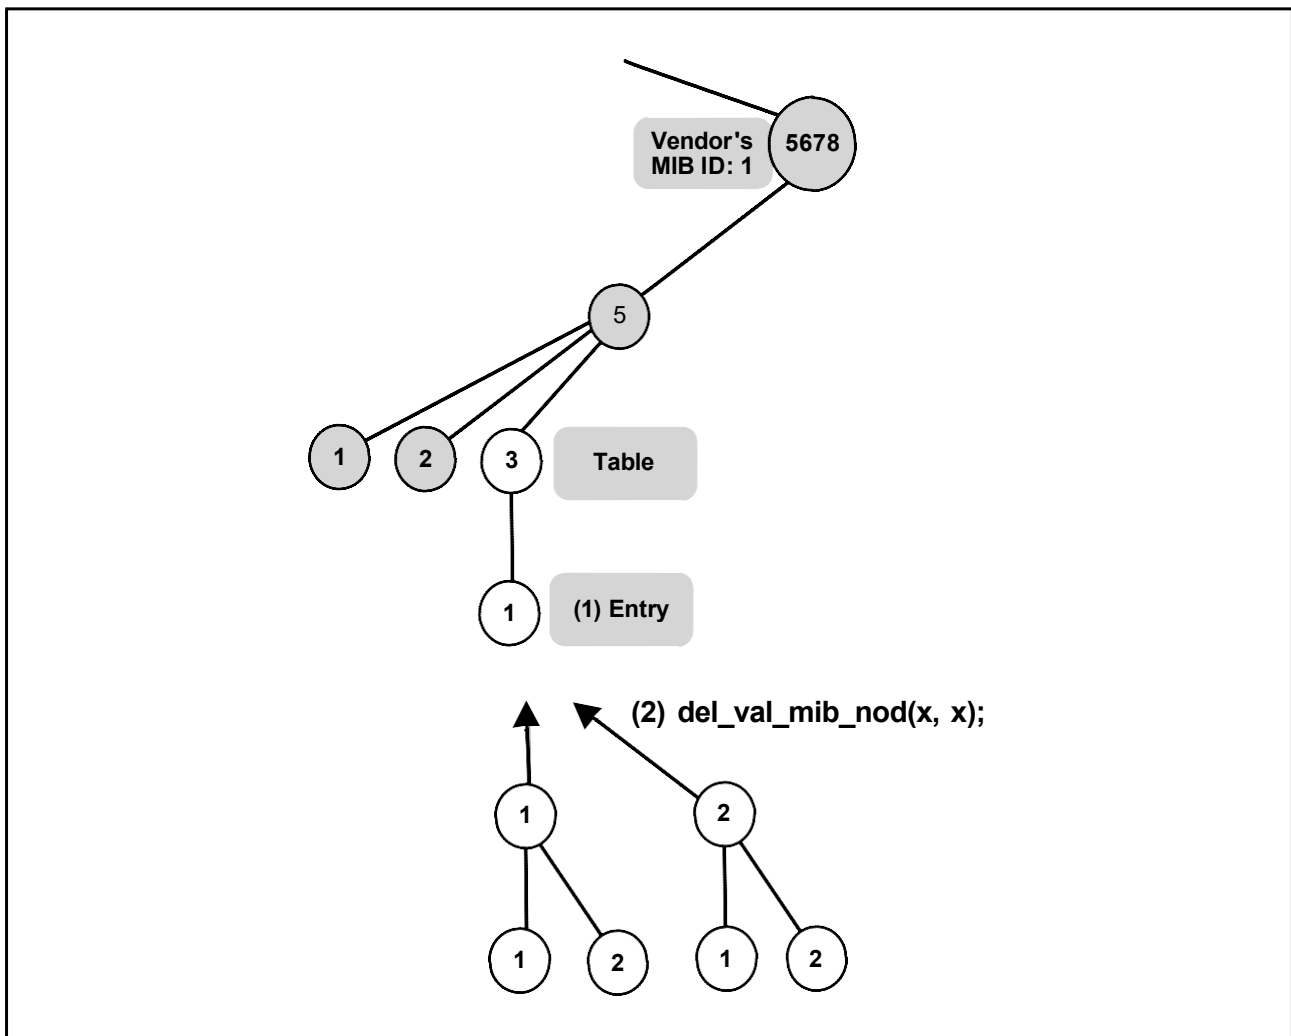 Vendor's
MIB ID: 1
5678
5
1
2
3
Table
1
(1) Entry
(2) del_val_mib_nod(x, x);
1
2
1
2
1
2